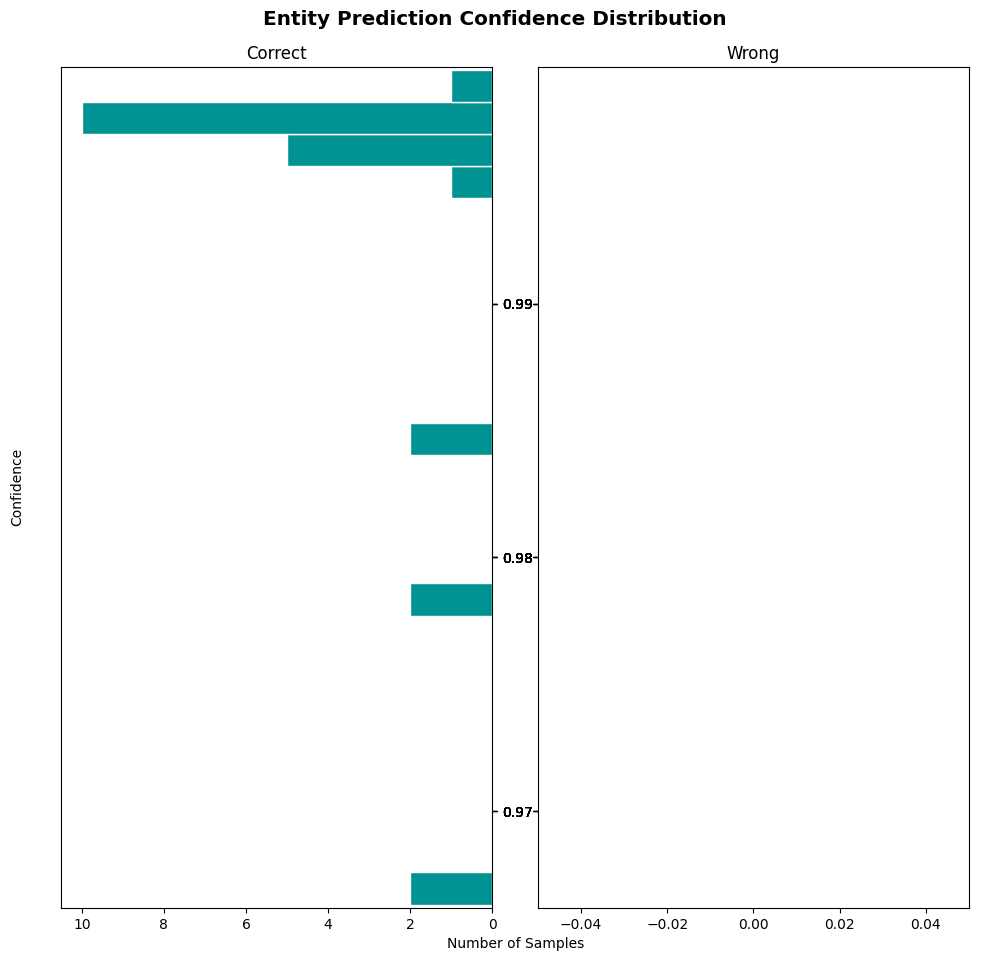 Entity Prediction Confidence Distribution
Correct
Wrong
Confidence
0.99
0.98
0.97
10 8 6 4 2 0
−0.04 −0.02 0.00 0.02 0.04
Number of Samples